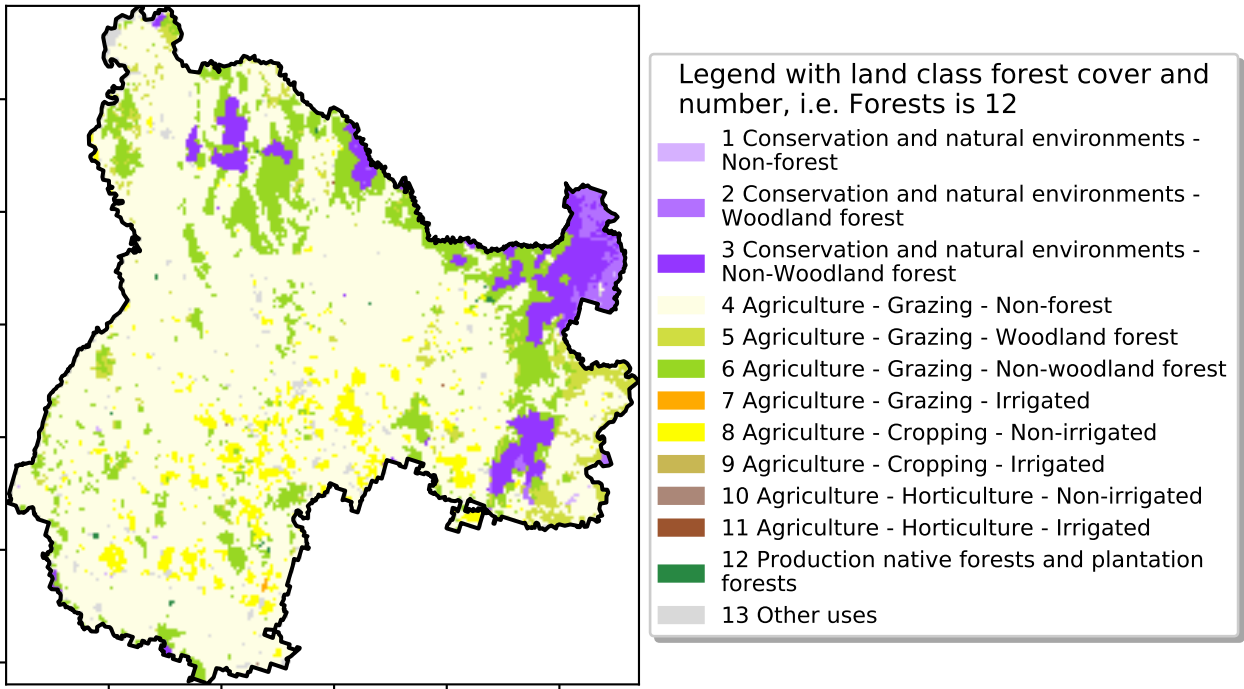 Legend with land class forest cover and
number, i.e. Forests is 12
1 Conservation and natural environments -
Non-forest
2 Conservation and natural environments -
Woodland forest
3 Conservation and natural environments -
Non-Woodland forest
4 Agriculture - Grazing - Non-forest
5 Agriculture - Grazing - Woodland forest
6 Agriculture - Grazing - Non-woodland forest
7 Agriculture - Grazing - Irrigated
8 Agriculture - Cropping - Non-irrigated
9 Agriculture - Cropping - Irrigated
10 Agriculture - Horticulture - Non-irrigated
11 Agriculture - Horticulture - Irrigated
12 Production native forests and plantation
forests
13 Other uses